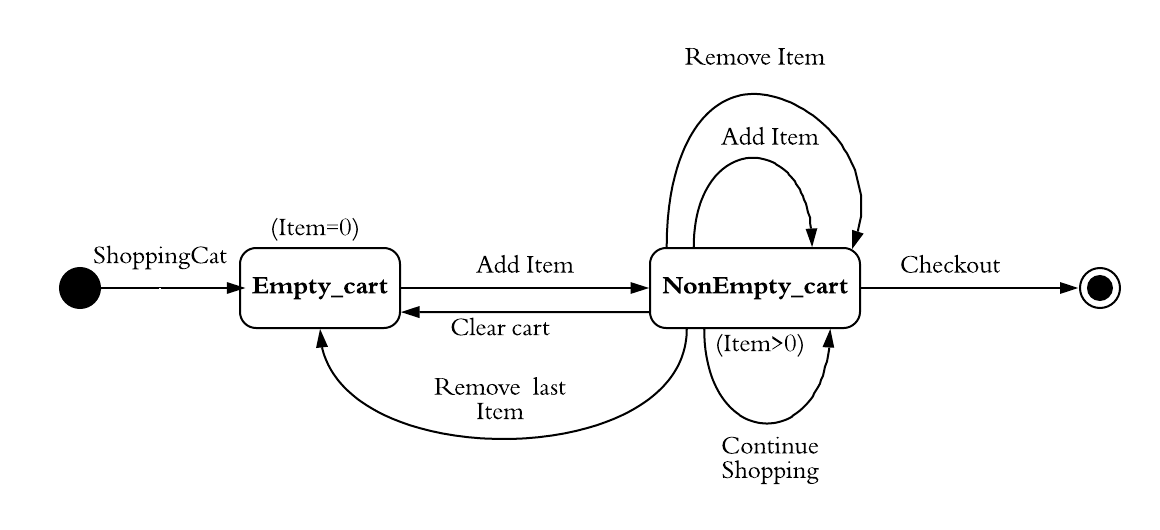 Remove Item
Add Item
(Item=0)
ShoppingCat
Empty_cart
Add Item
NonEmpty_cart
Checkout
Clear cart
(Item>0)
Remove last
Item
Continue
Shopping